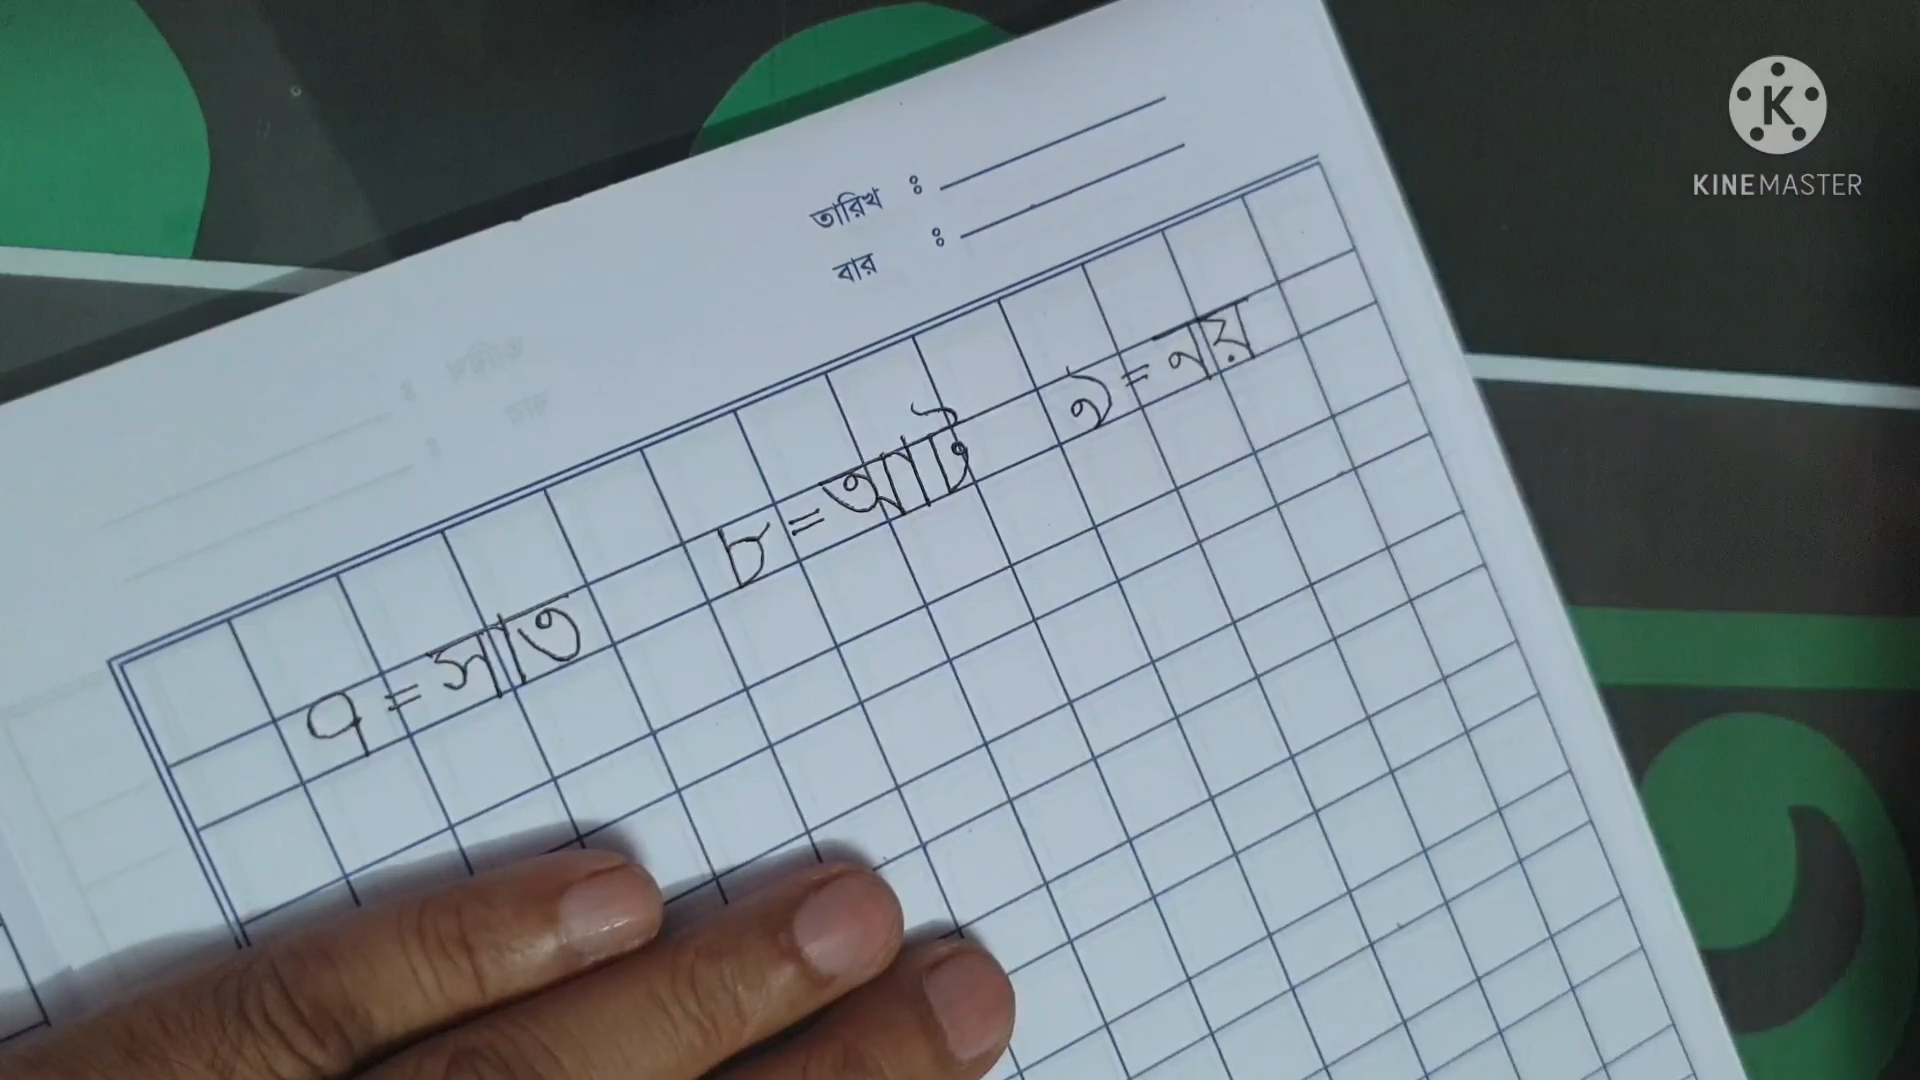 তারিখ :
বার :
৭ = সাত ৮ = আট ৯ = নয়
KINEMASTER